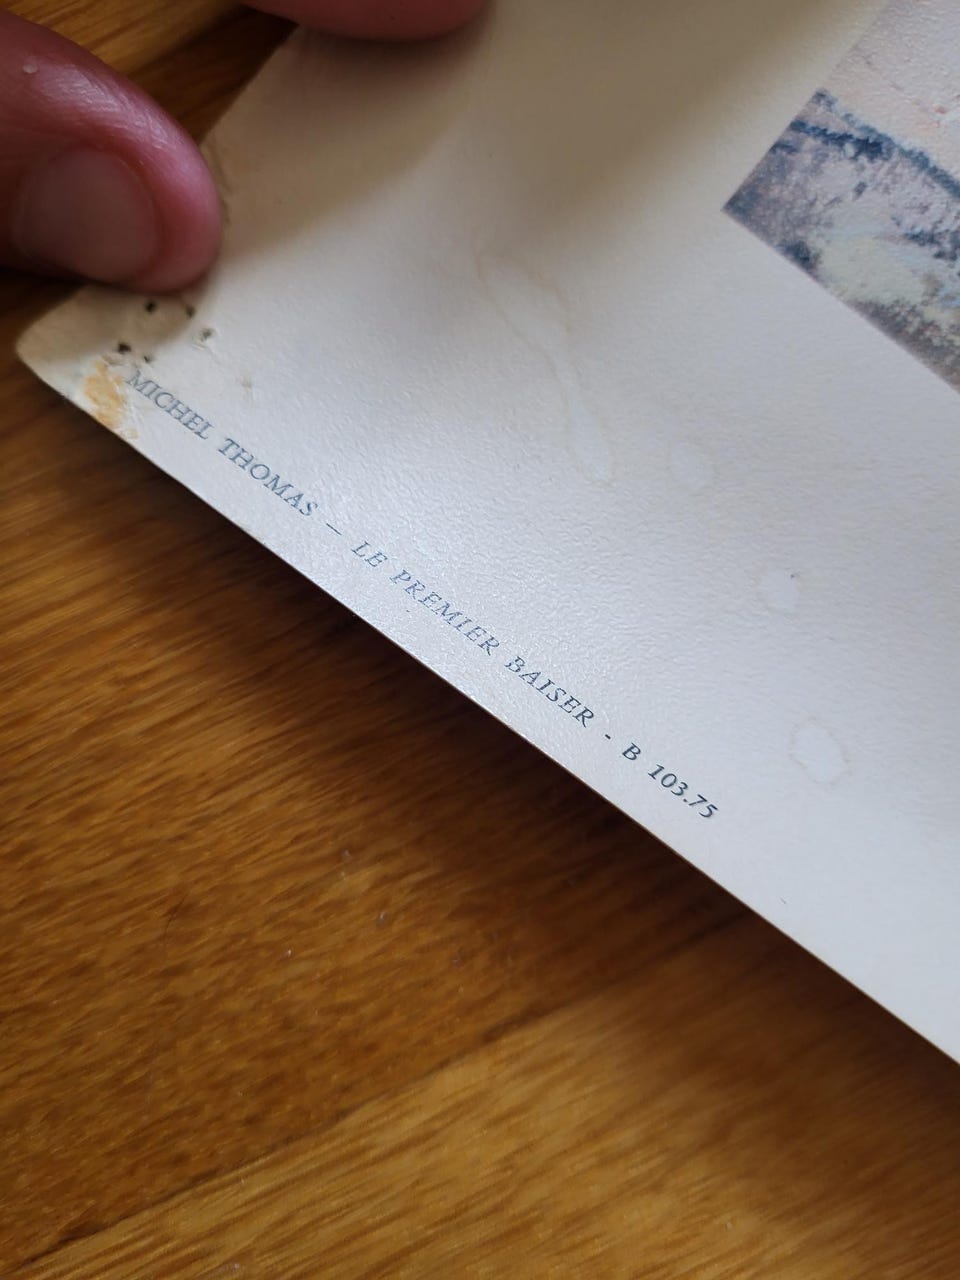 MICHEL THOMAS – LE PREMIER BAISER - B 103.75